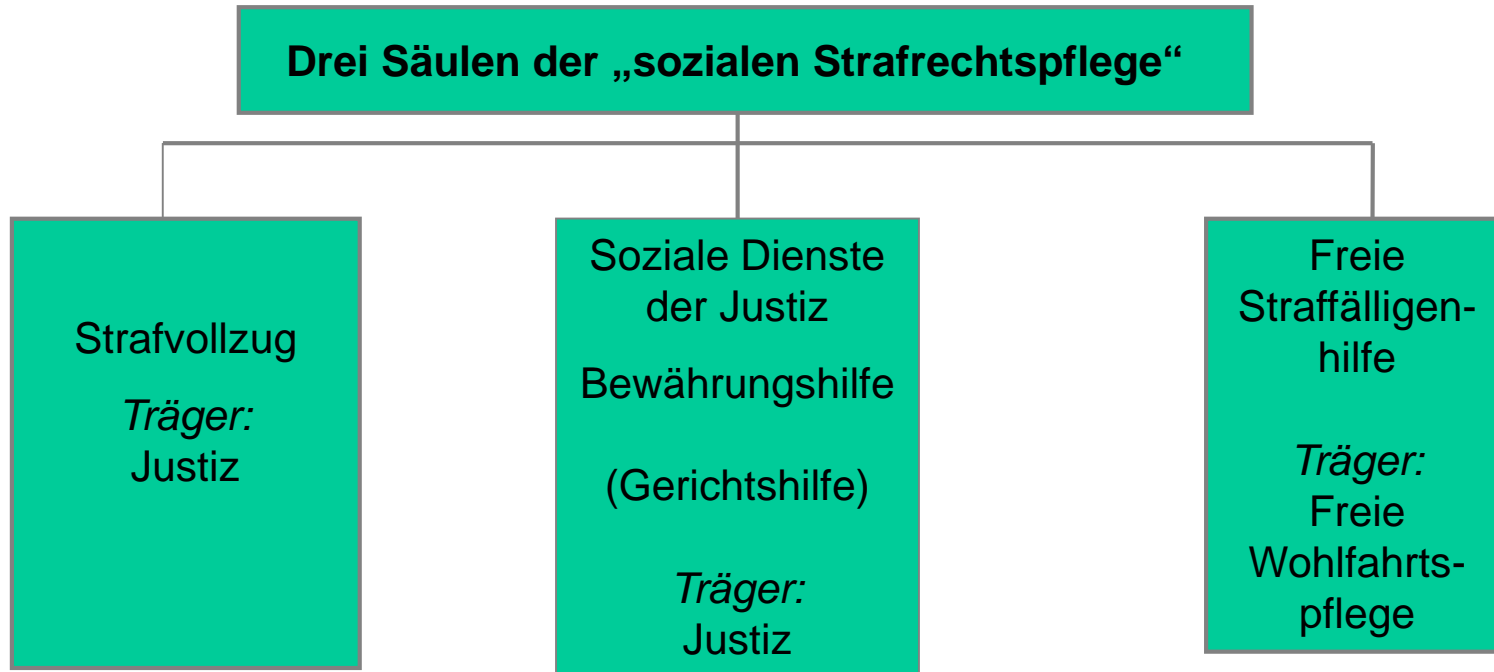 Drei Säulen der „sozialen Strafrechtspflege“
Strafvollzug
Träger:
Justiz
Soziale Dienste
der Justiz
Bewährungshilfe
(Gerichtshilfe)
Träger:
Justiz
Freie
Straffälligen-
hilfe
Träger:
Freie
Wohlfahrts-
pflege